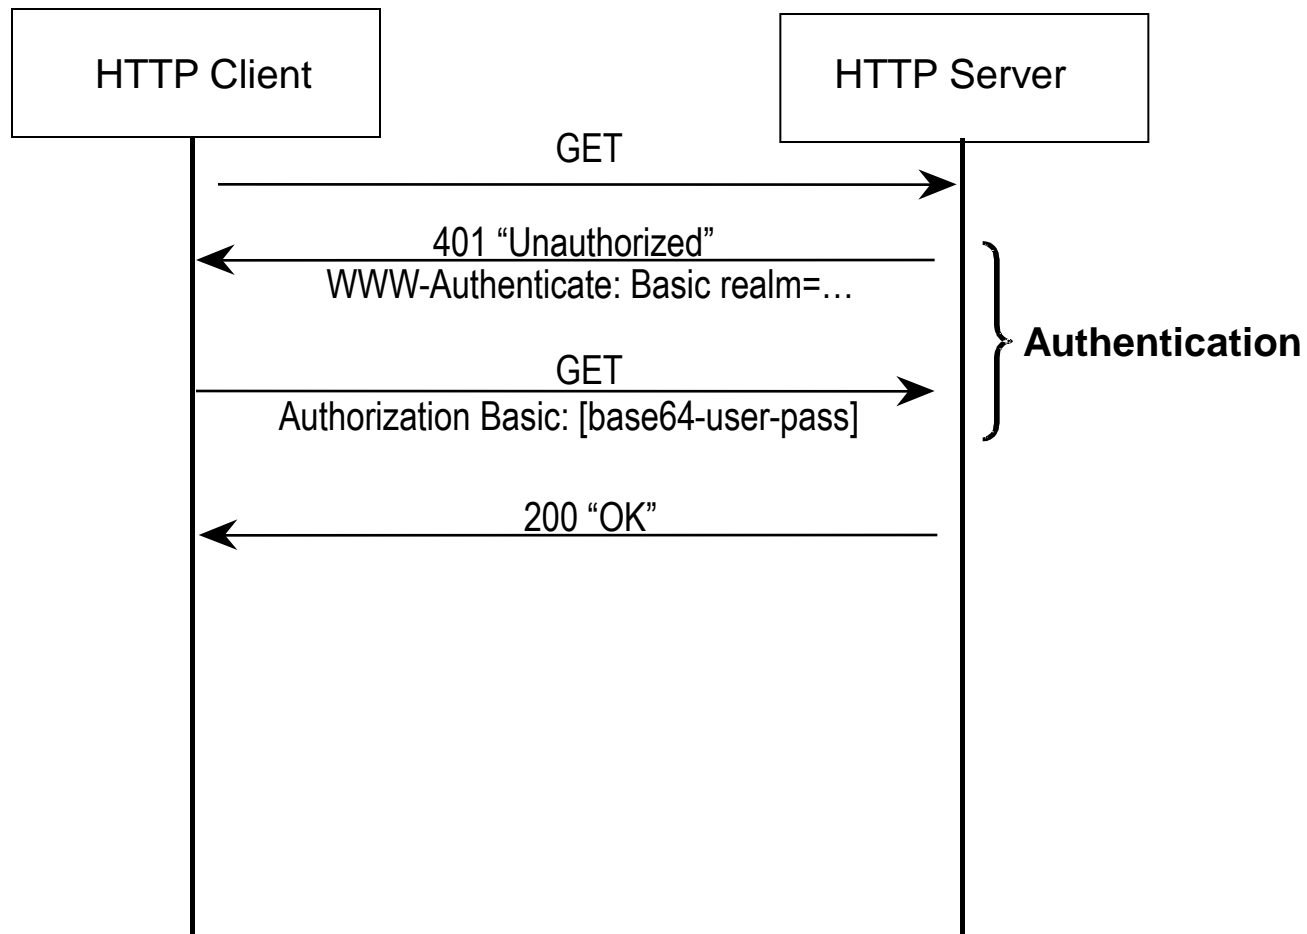 HTTP Client
HTTP Server
GET
401 “Unauthorized”
WWW-Authenticate: Basic realm=…
Authentication
GET
Authorization Basic: [base64-user-pass]
200 “OK”